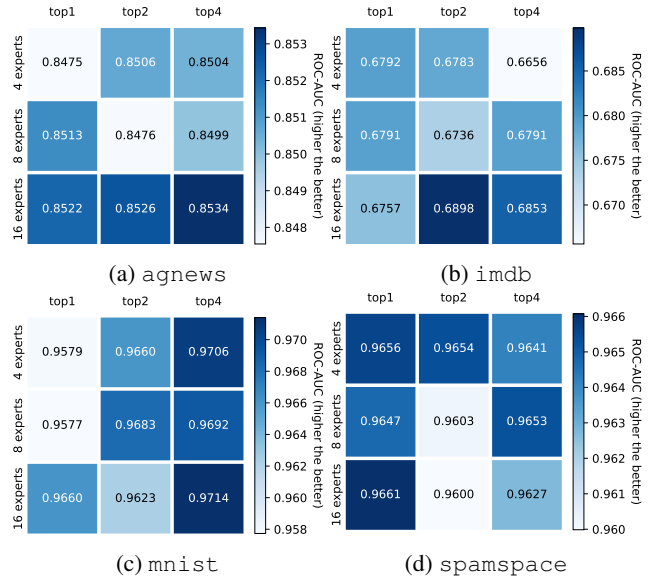 top1 top2 top4
4 experts 0.8475 0.8506 0.8504
8 experts 0.8513 0.8476 0.8499
16 experts 0.8522 0.8526 0.8534
0.853
0.852
0.851
0.850
0.849
0.848
ROC-AUC (higher the better)
(a) agnews
top1 top2 top4
4 experts 0.6792 0.6783 0.6656
8 experts 0.6791 0.6736 0.6791
16 experts 0.6757 0.6898 0.6853
0.685
0.680
0.675
0.670
ROC-AUC (higher the better)
(b) imdb
top1 top2 top4
4 experts 0.9579 0.9660 0.9706
8 experts 0.9577 0.9683 0.9692
16 experts 0.9660 0.9623 0.9714
0.970
0.968
0.966
0.964
0.962
0.960
0.958
ROC-AUC (higher the better)
(c) mnist
top1 top2 top4
4 experts 0.9656 0.9654 0.9641
8 experts 0.9647 0.9603 0.9653
16 experts 0.9661 0.9600 0.9627
0.966
0.965
0.964
0.963
0.962
0.961
0.960
ROC-AUC (higher the better)
(d) spamspace